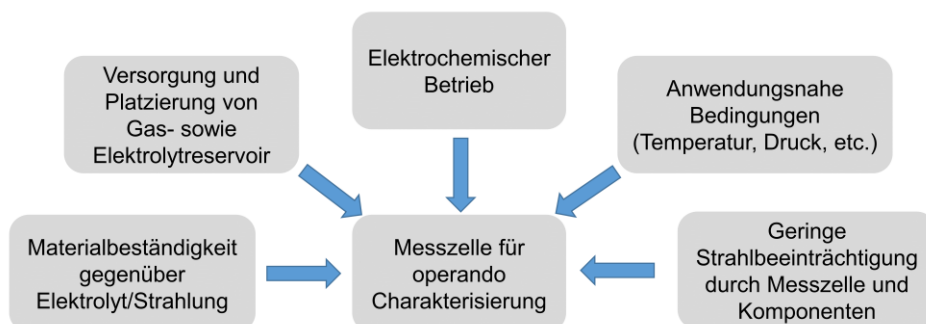 Elektrochemischer
Betrieb
Versorgung und
Platzierung von
Gas- sowie
Elektrolytreservoir
Anwendungsnahe
Bedingungen
(Temperatur, Druck, etc.)
Materialbeständigkeit
gegenüber
Elektrolyt/Strahlung
Messzelle für
operando
Charakterisierung
Geringe
Strahlbeeinträchtigung
durch Messzelle und
Komponenten